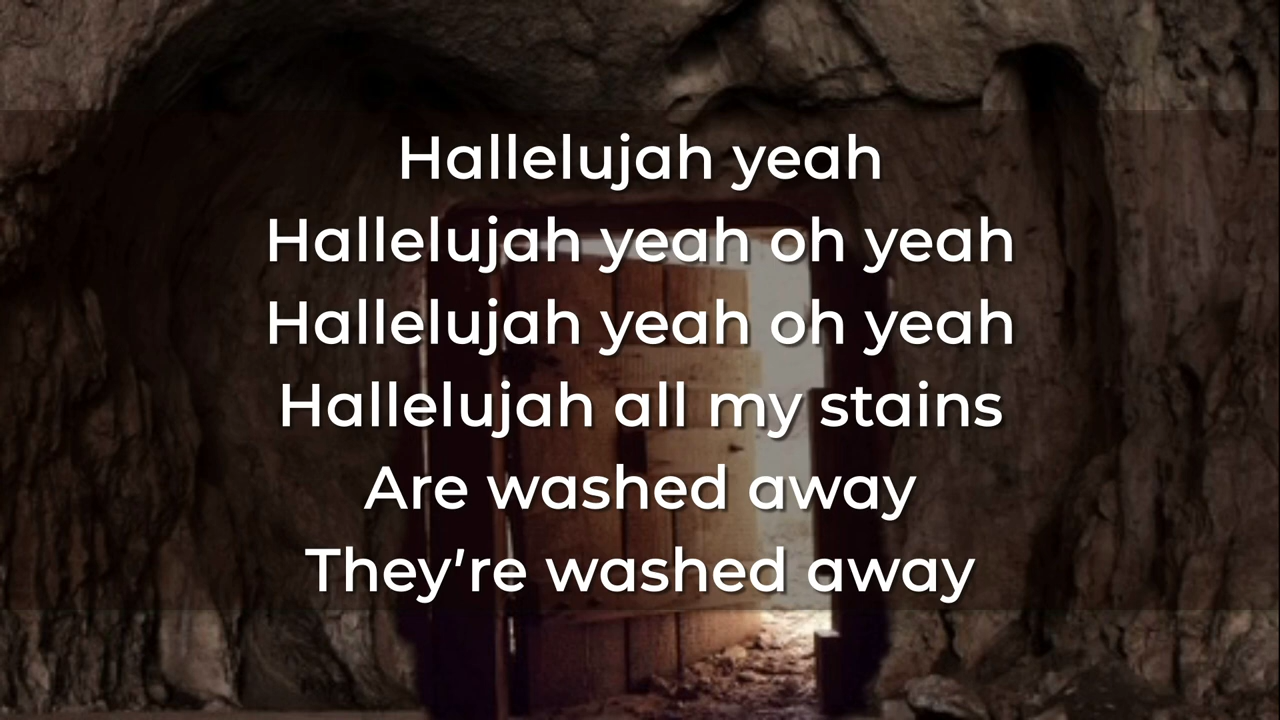 Hallelujah yeah
Hallelujah yeah oh yeah
Hallelujah yeah oh yeah
Hallelujah all my stains
Are washed away
They're washed away